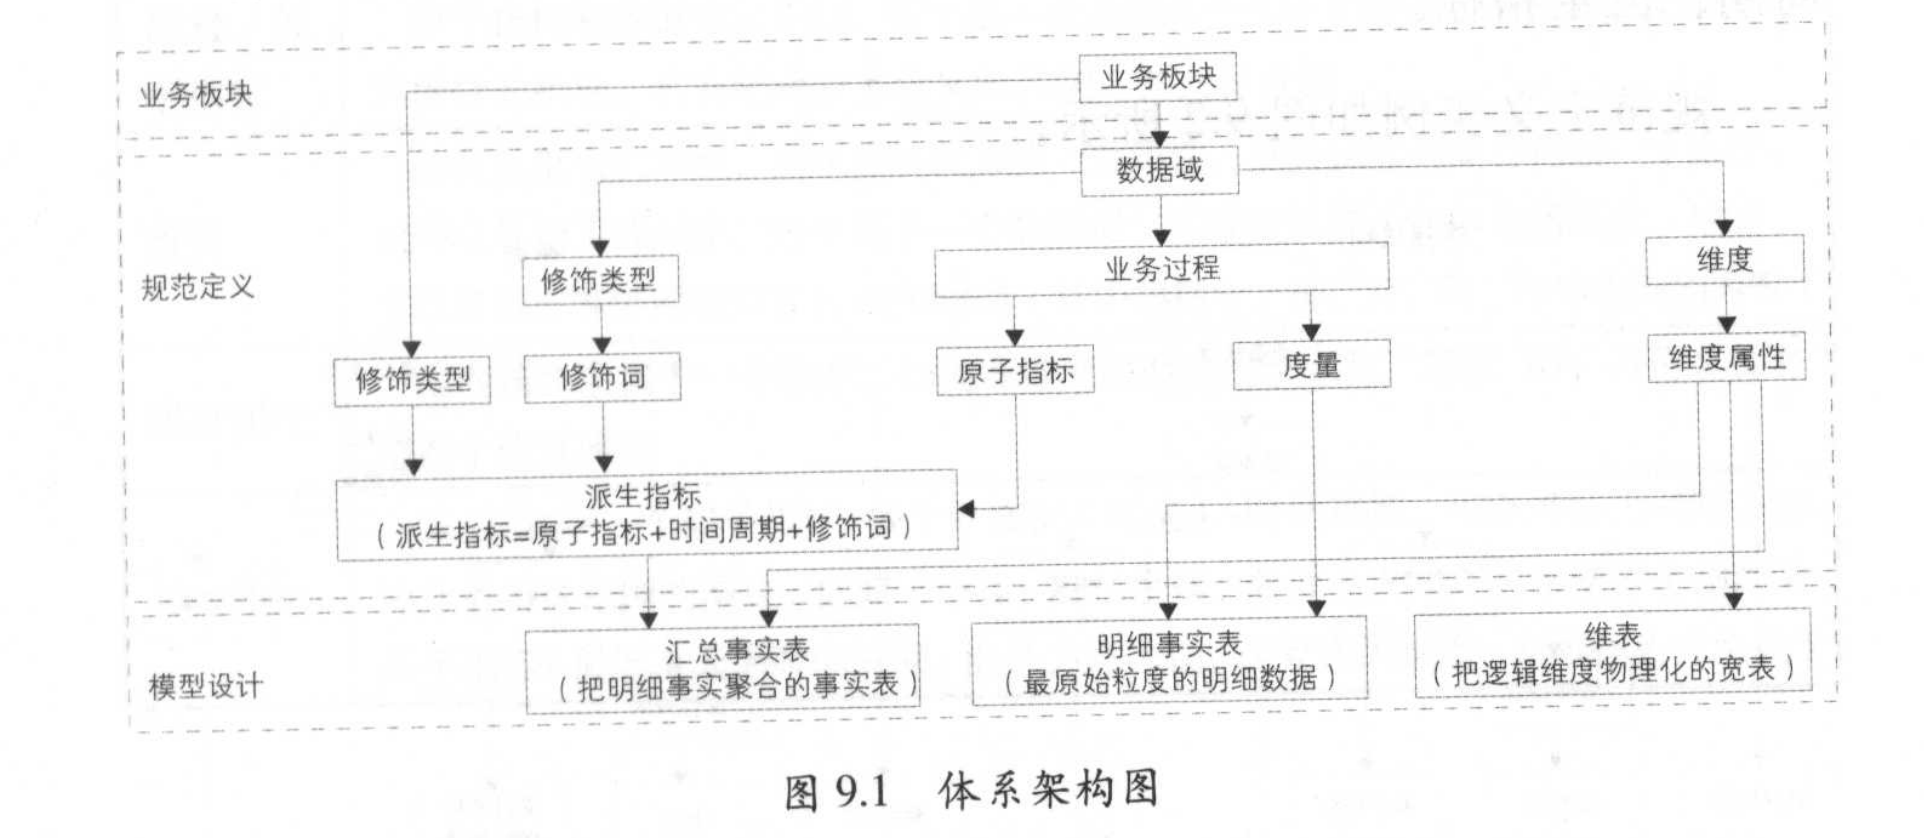 业务板块
业务板块
数据域
规范定义
修饰类型
业务过程
维度
修饰类型
修饰词
原子指标
度量
维度属性
派生指标
（派生指标=原子指标+时间周期+修饰词）
模型设计
汇总事实表
（把明细事实聚合的事实表）
明细事实表
（最原始粒度的明细数据）
维表
（把逻辑维度物理化的宽表）
图 9.1 体系架构图